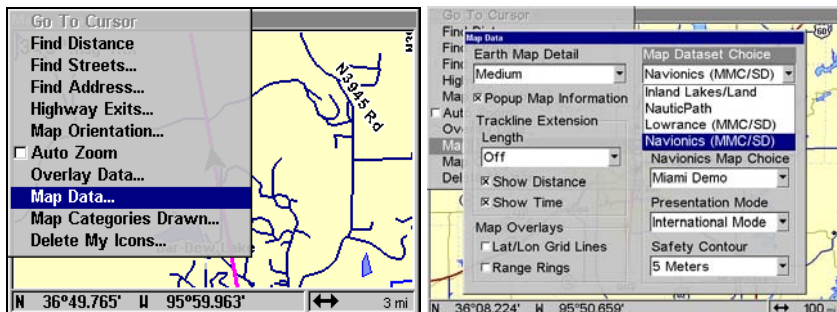 Go To Cursor
Find Distance
Find Streets...
Find Address...
Highway Exits...
Map Orientation...
Auto Zoom
Overlay Data...
Map Data...
Map Categories Drawn...
Delete My Icons...
N3945 Rd
N 36°49.765' W 95°59.963' 3 mi
Go To Cursor
Map Data
Earth Map Detail
Medium
Popup Map Information
Trackline Extension
Length
Off
Show Distance
Show Time
Map Overlays
Lat/Lon Grid Lines
Range Rings
Map Dataset Choice
Navionics (MMC/SD)
Inland Lakes/Land
NauticPath
Lowrance (MMC/SD)
Navionics (MMC/SD)
Navionics Map Choice
Miami Demo
Presentation Mode
International Mode
Safety Contour
5 Meters
60
N 36°08.224' W 95°50.659' 100